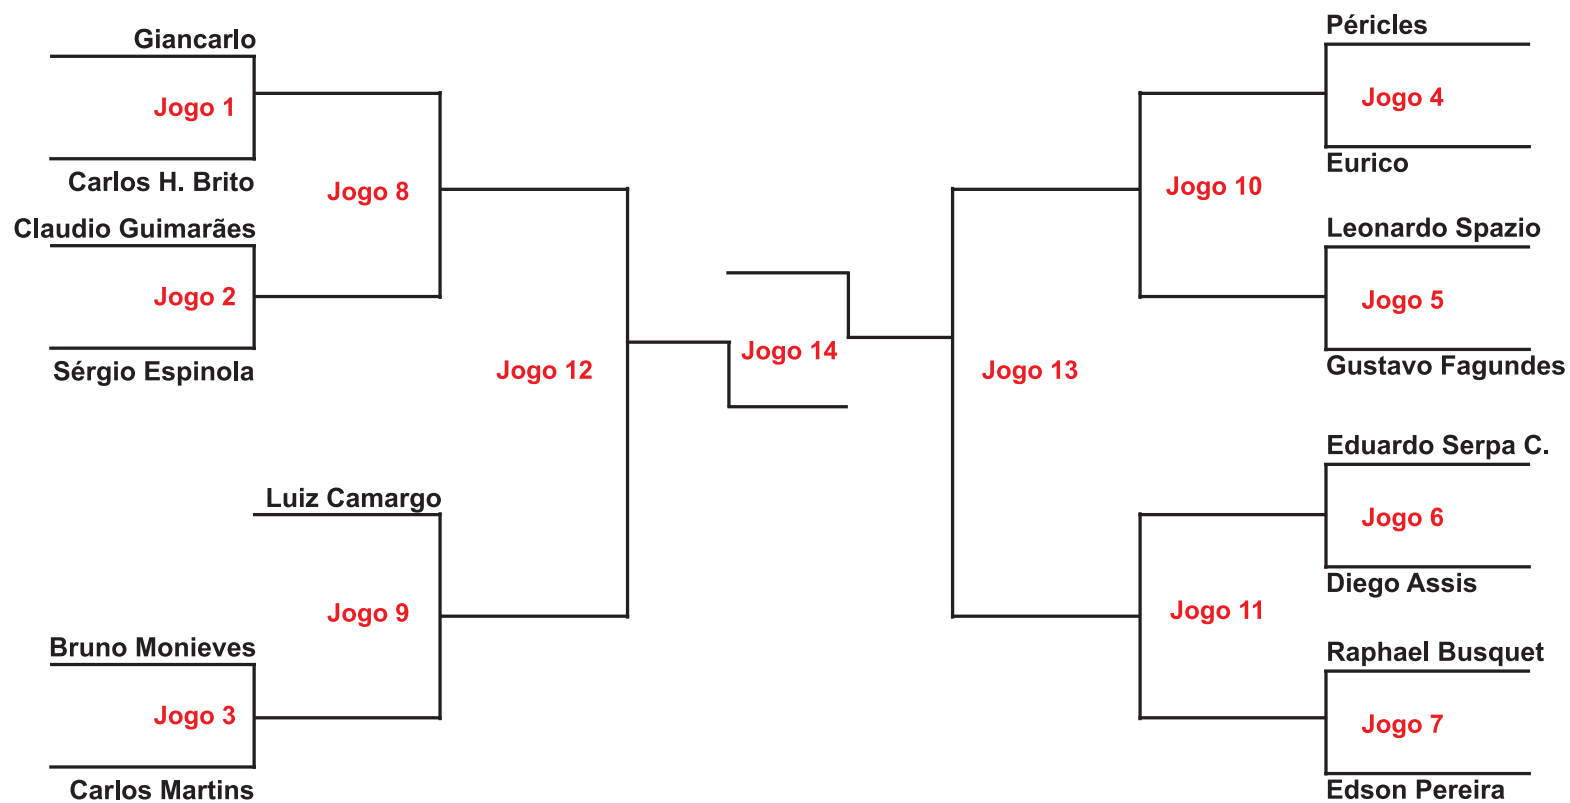 Giancarlo
Jogo 1
Carlos H. Brito
Jogo 8
Claudio Guimarães
Jogo 2
Sérgio Espinola
Jogo 12
Luiz Camargo
Jogo 9
Bruno Monieves
Jogo 3
Carlos Martins
Jogo 14
Péricles
Jogo 4
Eurico
Jogo 10
Leonardo Spazio
Jogo 5
Gustavo Fagundes
Jogo 13
Eduardo Serpa C.
Jogo 6
Diego Assis
Jogo 11
Raphael Busquet
Jogo 7
Edson Pereira